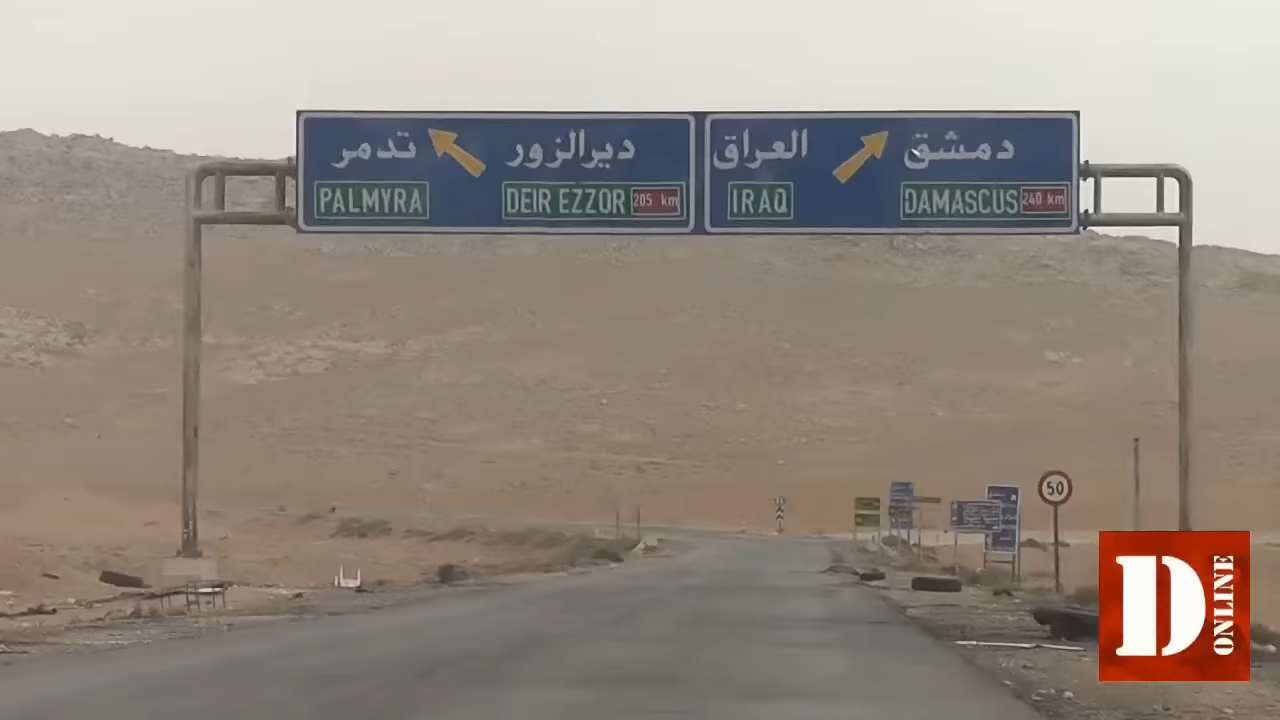 تدمر
PALMYRA
ديرالزور
DEIR EZZOR 205 km
العراق
IRAQ
دمشق
DAMASCUS 240 km
50
D ONLINE